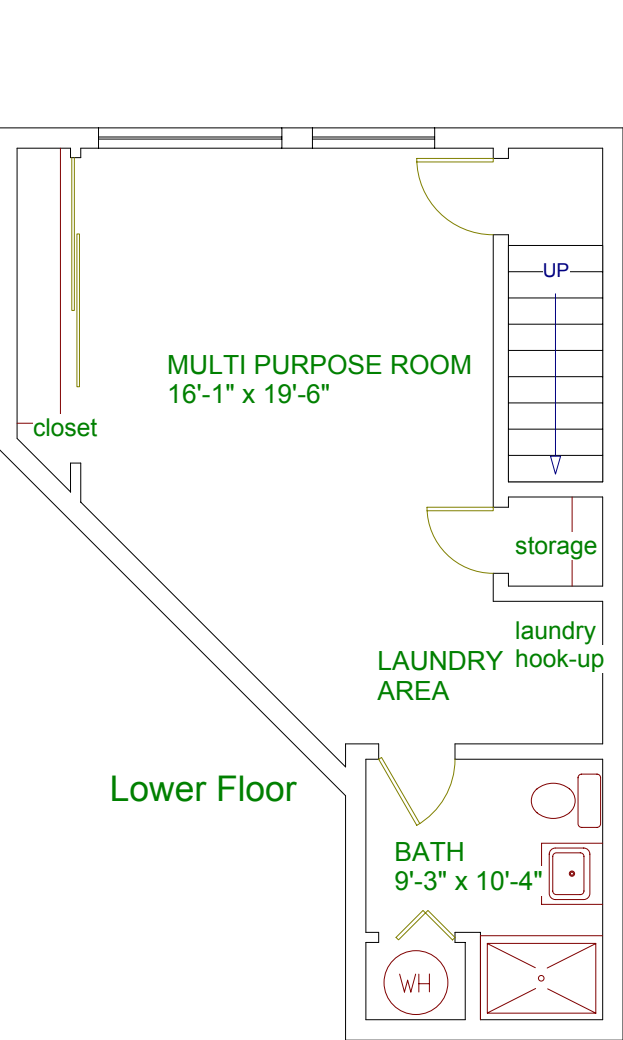 UP
MULTI PURPOSE ROOM
16'-1" x 19'-6"
closet
storage
laundry
hook-up
LAUNDRY
AREA
Lower Floor
BATH
9'-3" x 10'-4"
WH